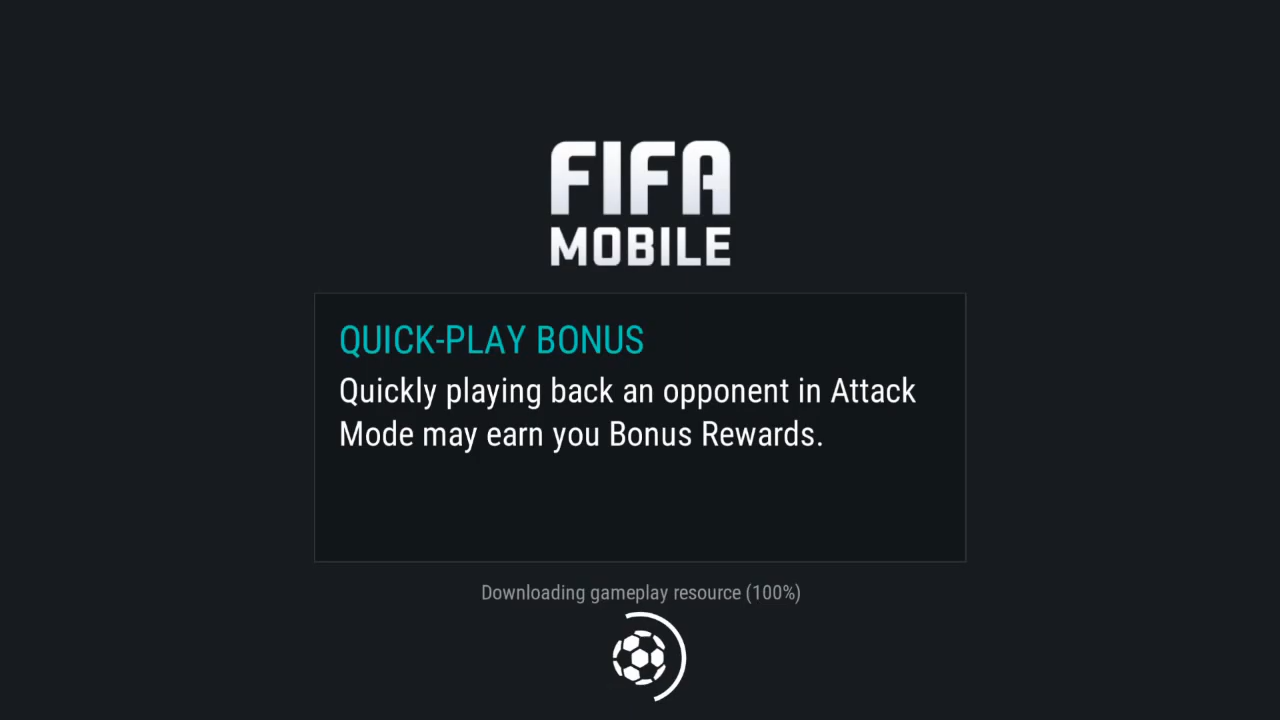 FIFA
MOBILE
QUICK-PLAY BONUS
Quickly playing back an opponent in Attack
Mode may earn you Bonus Rewards.
Downloading gameplay resource (100%)